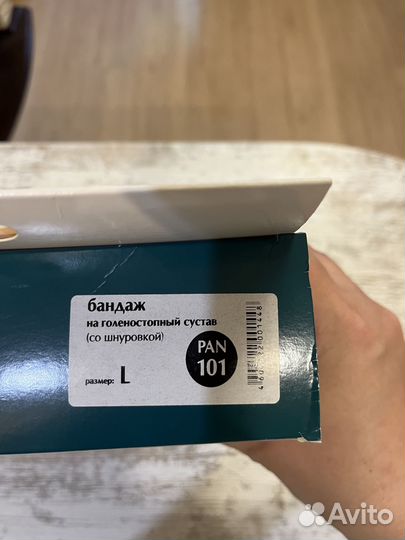 бандаж
на голеностопный сустав
(со шнуровкой)
PAN
101
размер: L
Avito